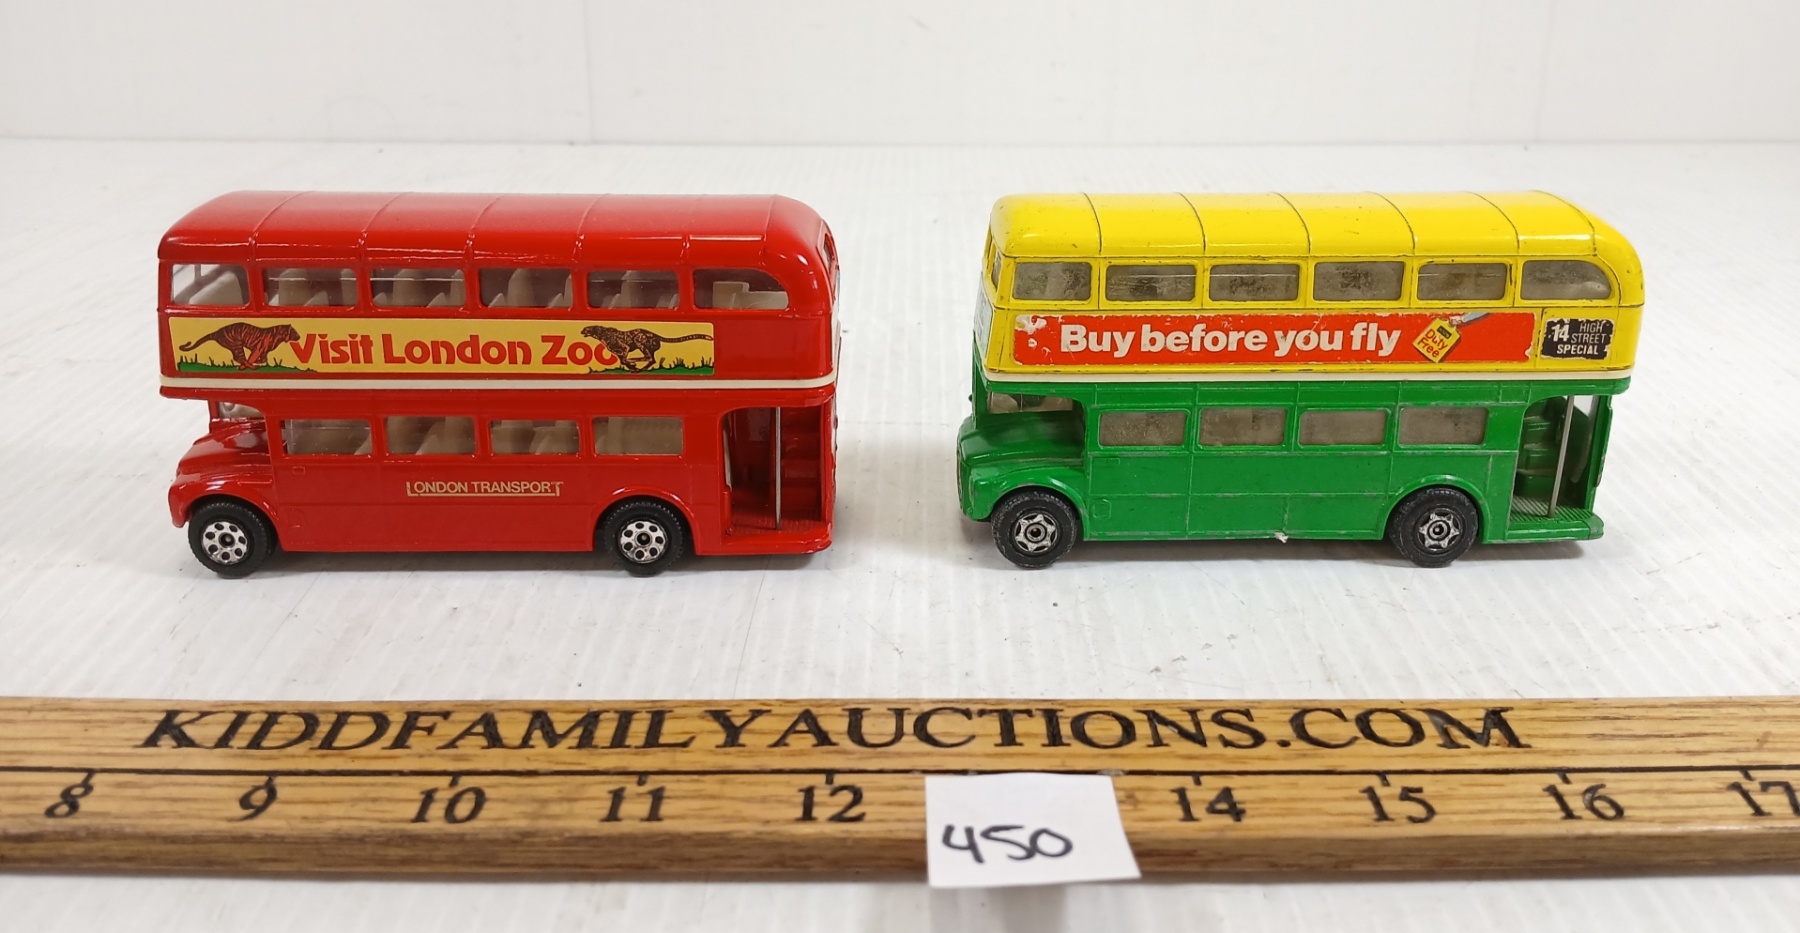 Visit London Zoo
LONDON TRANSPORT
Buy before you fly
Duty
Free
14 HIGH
STREET
SPECIAL
KIDDFAMILYAUCTIONS.COM
8 9 10 11 12 14 15 16 17
450